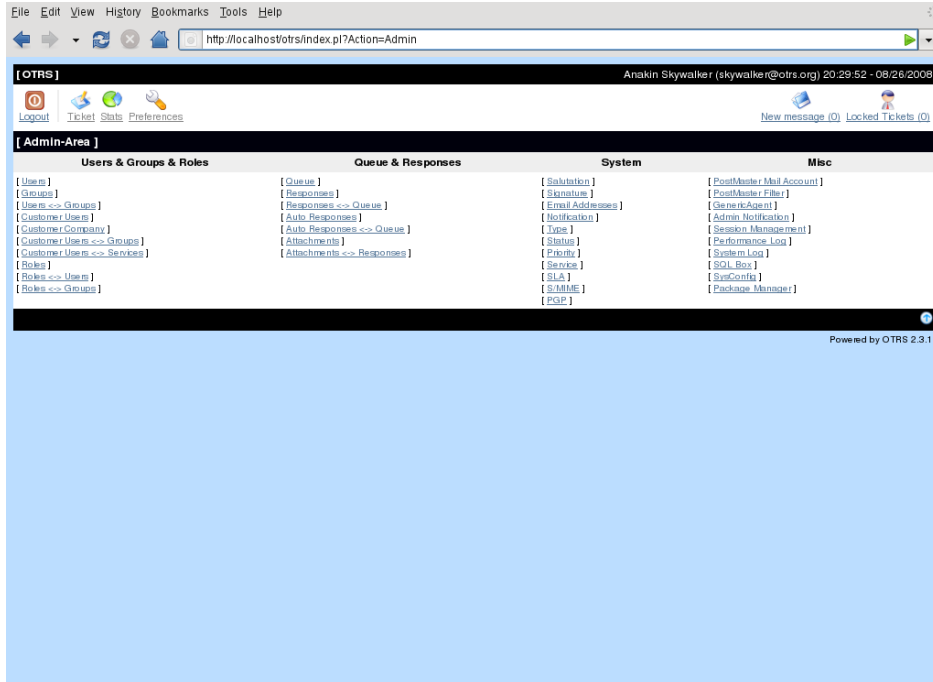 File Edit View History Bookmarks Tools Help
http://localhost/otrs/index.pl?Action=Admin
[ OTRS ] Anakin Skywalker (skywalker@otrs.org) 20:29:52 - 08/26/2008
Logout Ticket Stats Preferences New message (0) Locked Tickets (0)
[ Admin-Area ]
Users & Groups & Roles
[ Users ]
[ Groups ]
[ Users <-> Groups ]
[ Customer Users ]
[ Customer Company ]
[ Customer Users <-> Groups ]
[ Customer Users <-> Services ]
[ Roles ]
[ Roles <-> Users ]
[ Roles <-> Groups ]
Queue & Responses
[ Queue ]
[ Responses ]
[ Responses <-> Queue ]
[ Auto Responses ]
[ Auto Responses <-> Queue ]
[ Attachments ]
[ Attachments <-> Responses ]
System
[ Salutation ]
[ Signature ]
[ Email Addresses ]
[ Notification ]
[ Type ]
[ Status ]
[ Priority ]
[ Service ]
[ SLA ]
[ S/MIME ]
[ PGP ]
Misc
[ PostMaster Mail Account ]
[ PostMaster Filter ]
[ GenericAgent ]
[ Admin Notification ]
[ Session Management ]
[ Performance Log ]
[ System Log ]
[ SQL Box ]
[ SysConfig ]
[ Package Manager ]
Powered by OTRS 2.3.1